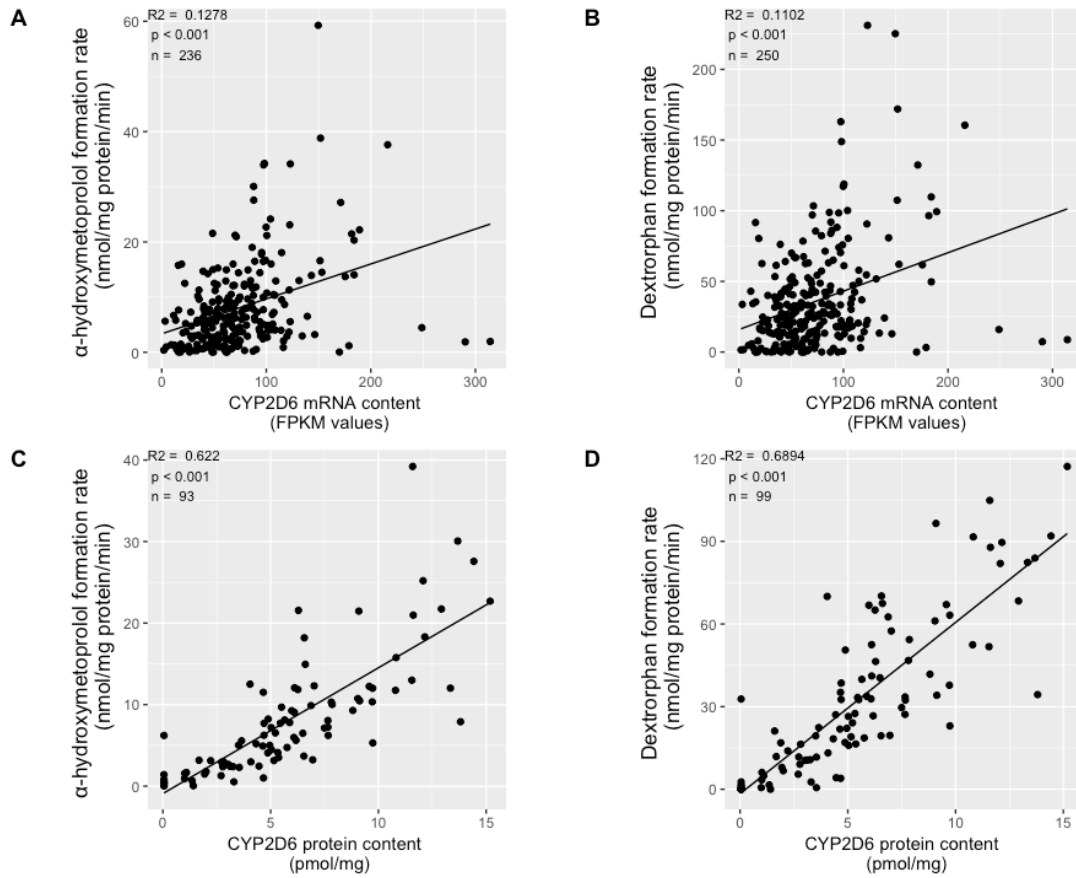 A
R2 = 0.1278
p < 0.001
n = 236
α-hydroxymetoprolol formation rate
(nmol/mg protein/min)
60
40
20
0
0 100 200 300
CYP2D6 mRNA content
(FPKM values)
B
R2 = 0.1102
p < 0.001
n = 250
Dextrorphan formation rate
(nmol/mg protein/min)
200
150
100
50
0
0 100 200 300
CYP2D6 mRNA content
(FPKM values)
C
R2 = 0.622
p < 0.001
n = 93
α-hydroxymetoprolol formation rate
(nmol/mg protein/min)
40
30
20
10
0
0 5 10 15
CYP2D6 protein content
(pmol/mg)
D
R2 = 0.6894
p < 0.001
n = 99
Dextrorphan formation rate
(nmol/mg protein/min)
120
90
60
30
0
0 5 10 15
CYP2D6 protein content
(pmol/mg)